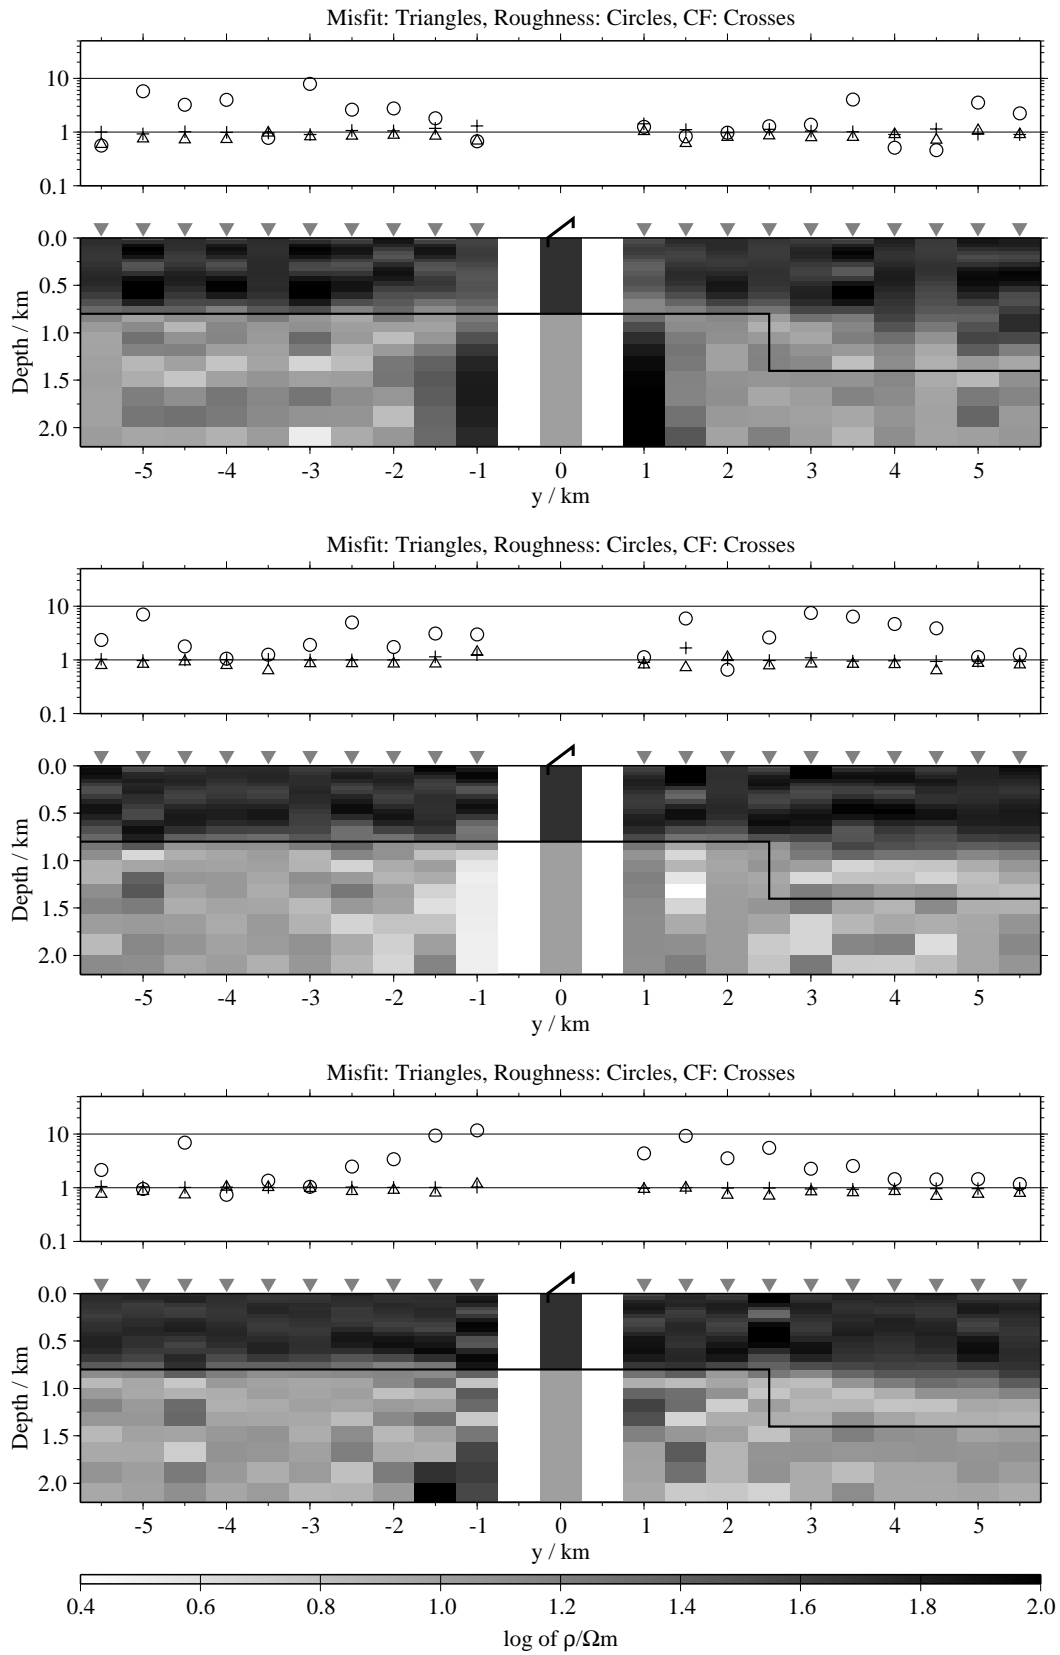 Misfit: Triangles, Roughness: Circles, CF: Crosses
10
1
0.1
0.0
0.5
1.0
1.5
2.0
Depth / km
-5 -4 -3 -2 -1 0 1 2 3 4 5
y / km
Misfit: Triangles, Roughness: Circles, CF: Crosses
10
1
0.1
0.0
0.5
1.0
1.5
2.0
Depth / km
-5 -4 -3 -2 -1 0 1 2 3 4 5
y / km
Misfit: Triangles, Roughness: Circles, CF: Crosses
10
1
0.1
0.0
0.5
1.0
1.5
2.0
Depth / km
-5 -4 -3 -2 -1 0 1 2 3 4 5
y / km
0.4 0.6 0.8 1.0 1.2 1.4 1.6 1.8 2.0
log of ρ/Ωm